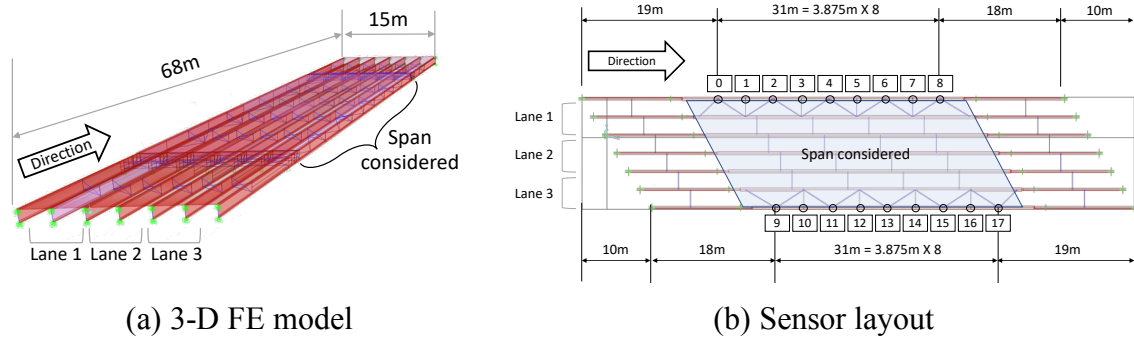 15m
68m
Direction
Span
considered
Lane 1
Lane 2
Lane 3
(a) 3-D FE model
19m
31m = 3.875m X 8
18m
10m
Direction
0
1
2
3
4
5
6
7
8
Lane 1
Lane 2
Lane 3
Span considered
9
10
11
12
13
14
15
16
17
10m
18m
31m = 3.875m X 8
19m
(b) Sensor layout